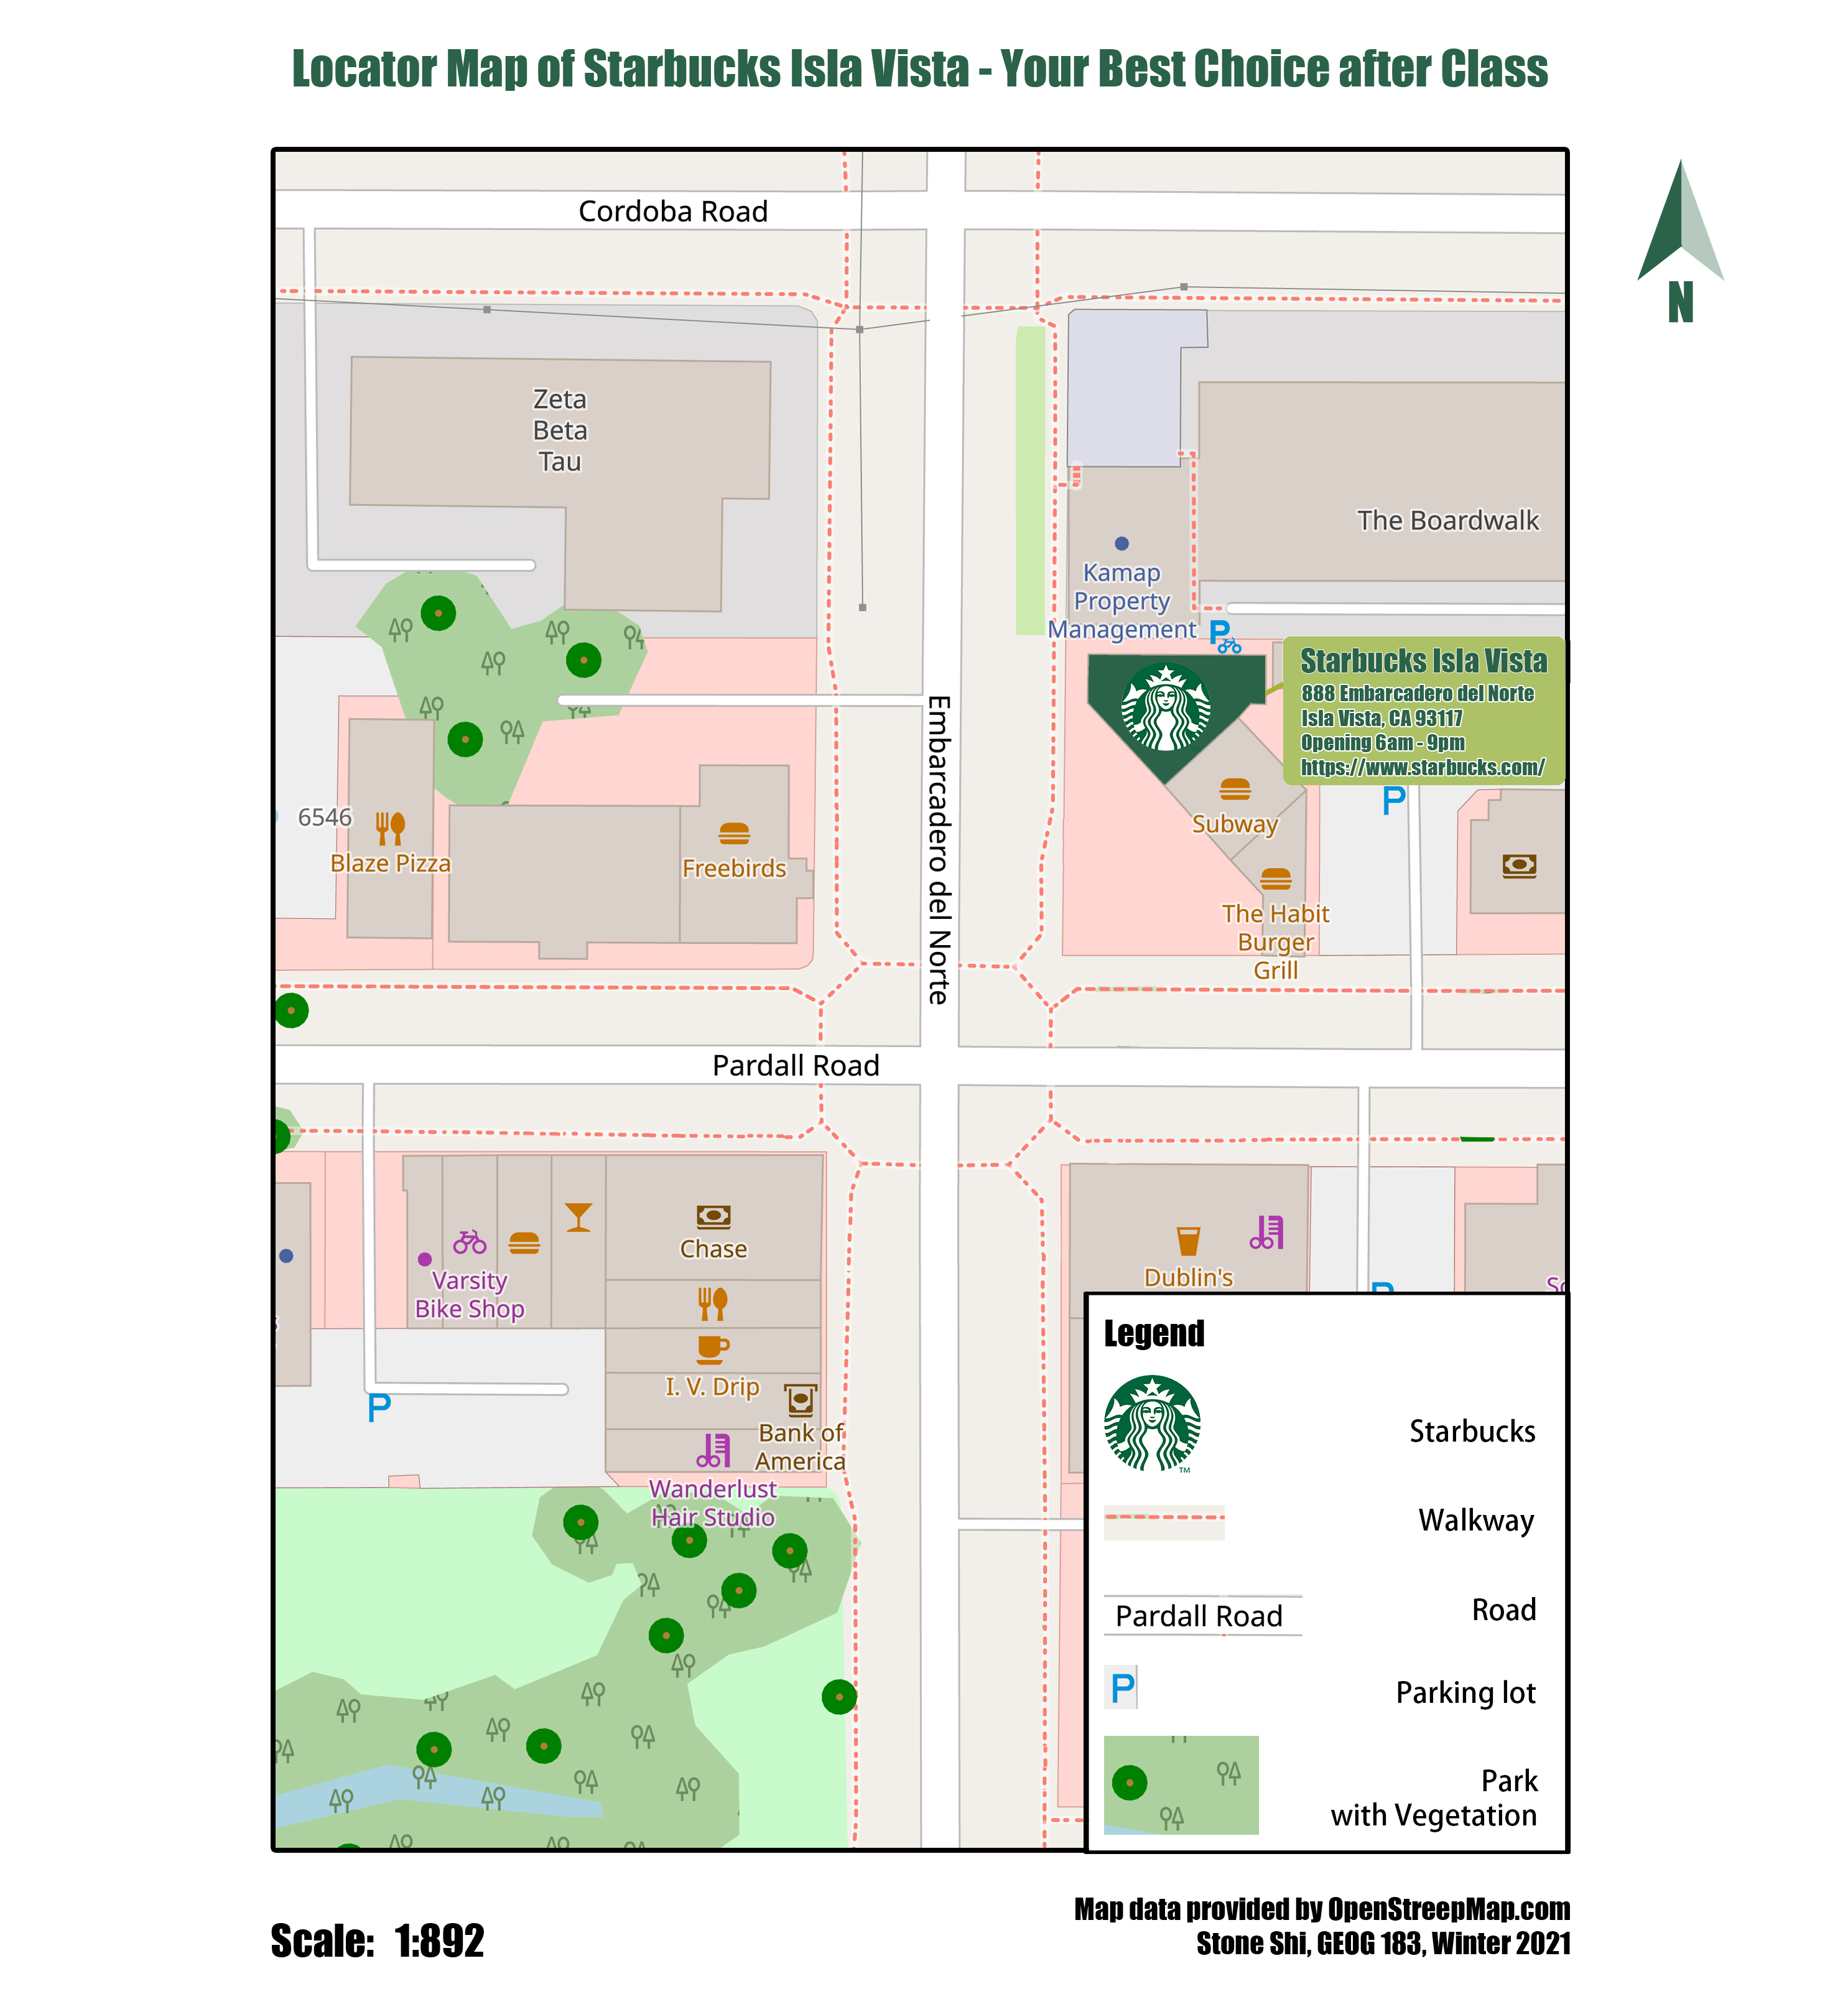 Locator Map of Starbucks Isla Vista - Your Best Choice after Class
Cordoba Road
N
Zeta
Beta
Tau
The Boardwalk
Kamap
Property
Management
P
Starbucks Isla Vista
888 Embarcadero del Norte
Isla Vista, CA 93117
Opening 6am - 9pm
https://www.starbucks.com/
Embarcadero del Norte
6546
Blaze Pizza
Freebirds
Subway
P
The Habit
Burger
Grill
Pardall Road
Chase
Varsity
Bike Shop
Dublin's
I. V. Drip
P
Bank of
America
Wanderlust
Hair Studio
P
Legend
TM
Starbucks
Walkway
Pardall Road
Road
P
Parking lot
Park
with Vegetation
Scale: 1:892
Map data provided by OpenStreepMap.com
Stone Shi, GEOG 183, Winter 2021